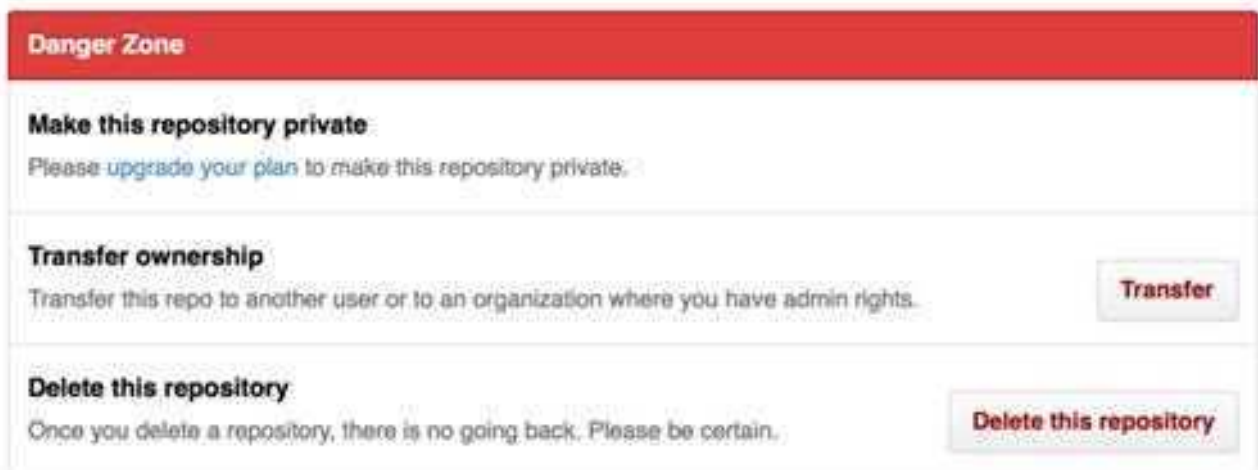 Danger Zone
Make this repository private
Please upgrade your plan to make this repository private.
Transfer ownership
Transfer this repo to another user or to an organization where you have admin rights.
Transfer
Delete this repository
Once you delete a repository, there is no going back. Please be certain.
Delete this repository